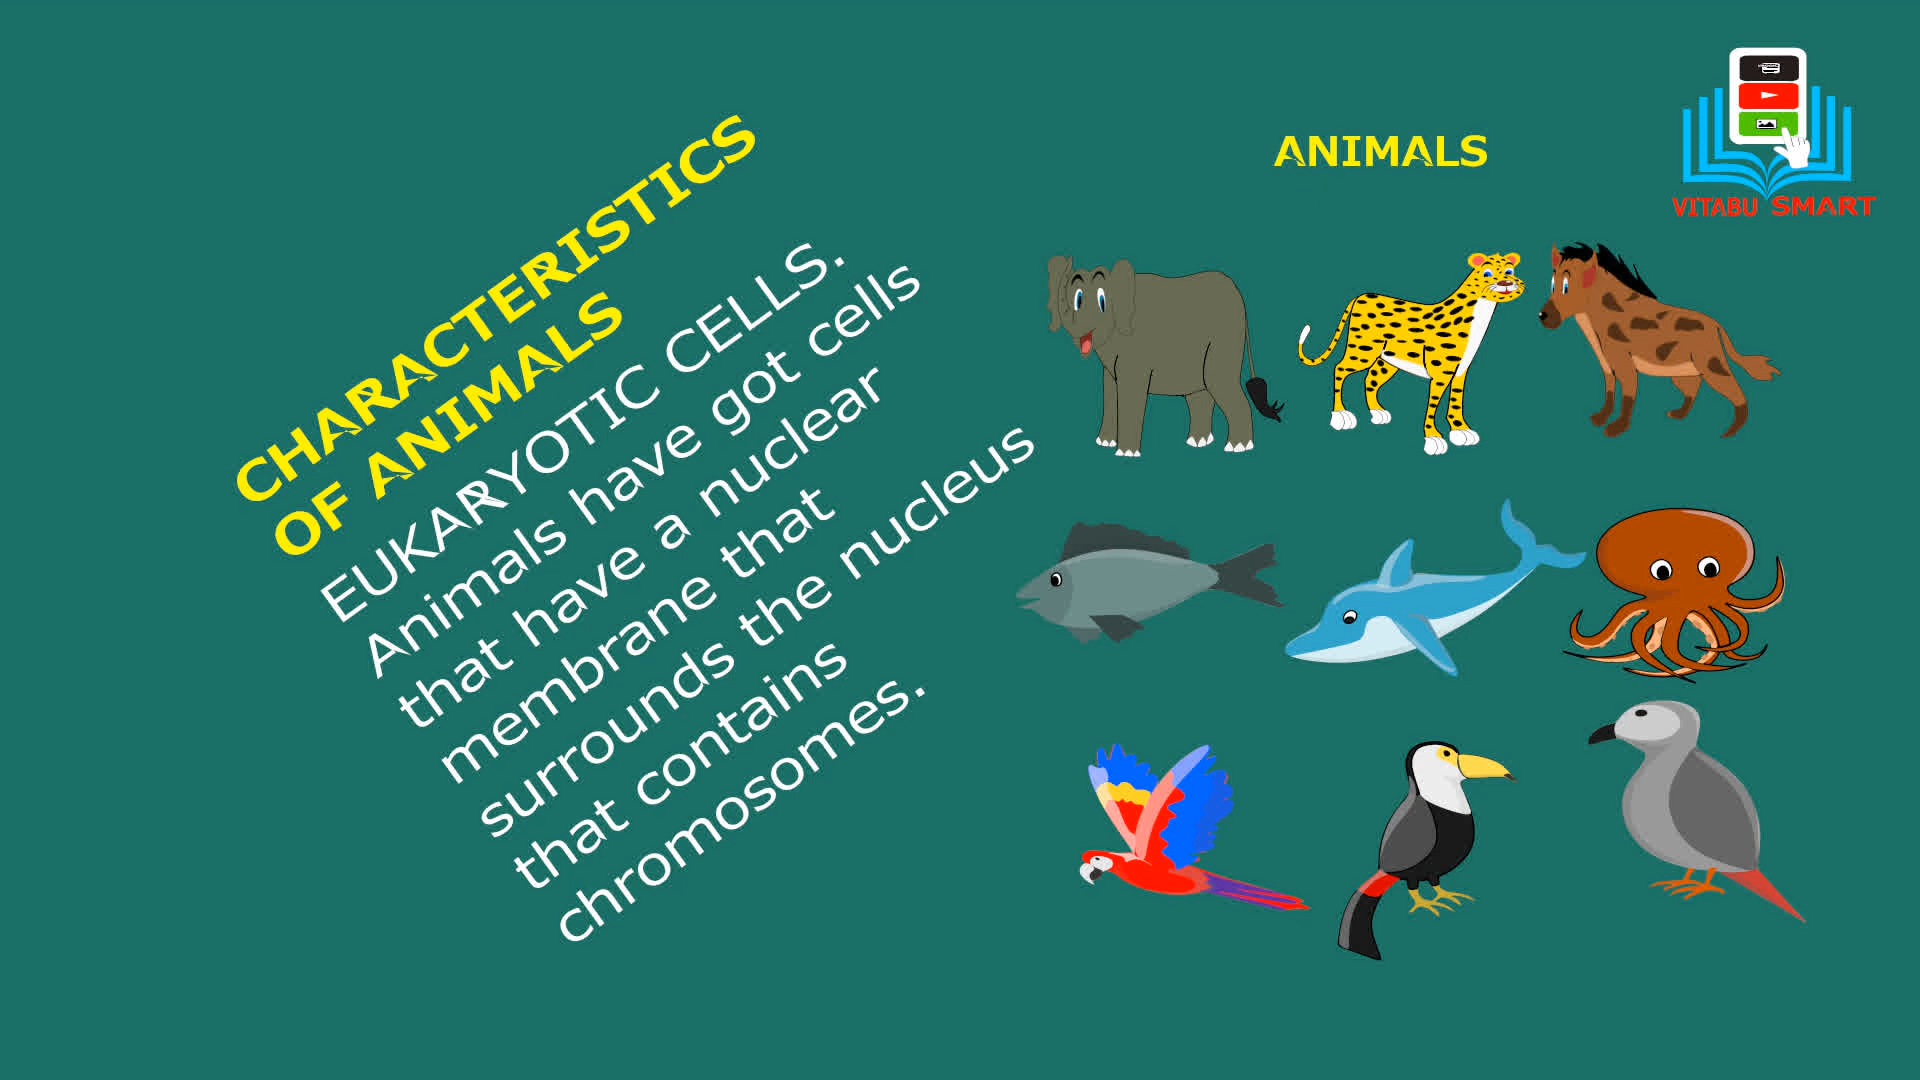 CHARACTERISTICS
OF ANIMALS
EUKARYOTIC CELLS.
Animals have got cells
that have a nuclear
membrane that
surrounds the nucleus
that contains
chromosomes.
ANIMALS
VITABU SMART